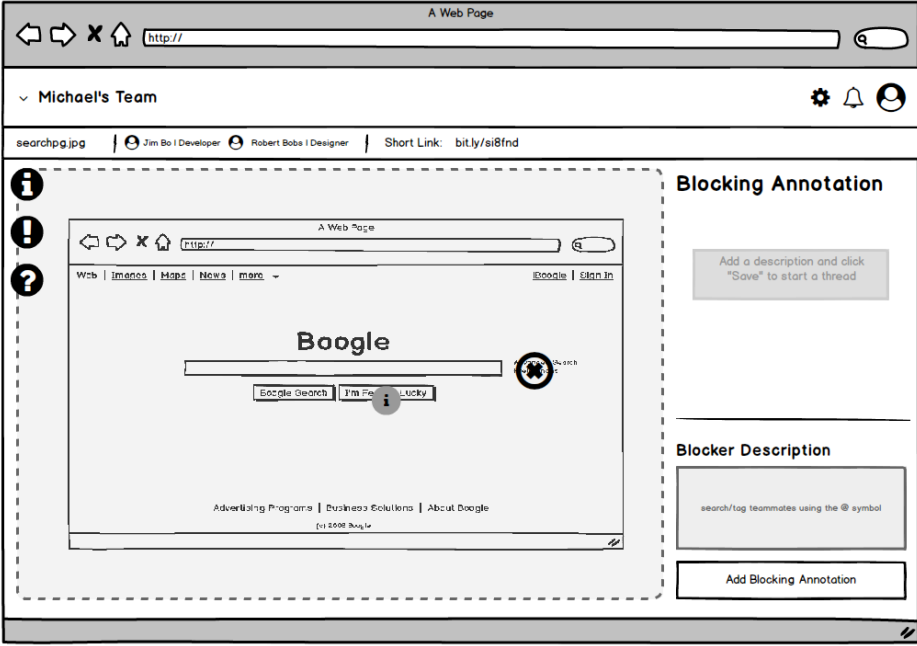 A Web Page
http://
Michael's Team
searchpg.jpg
Jim Bo | Developer
Robert Bobs | Designer
Short Link: bit.ly/si8fnd
Blocking Annotation
Add a description and click
"Save" to start a thread
A Web Page
http://
Web | Images | Maps | News | more
Boogle | Sign In
Boogle
Search
Boogle Search
I'm Lucky
Advertising Programs | Business Solutions | About Boogle
(c) 2008 Boogle
Blocker Description
search/tag teammates using the @ symbol
Add Blocking Annotation